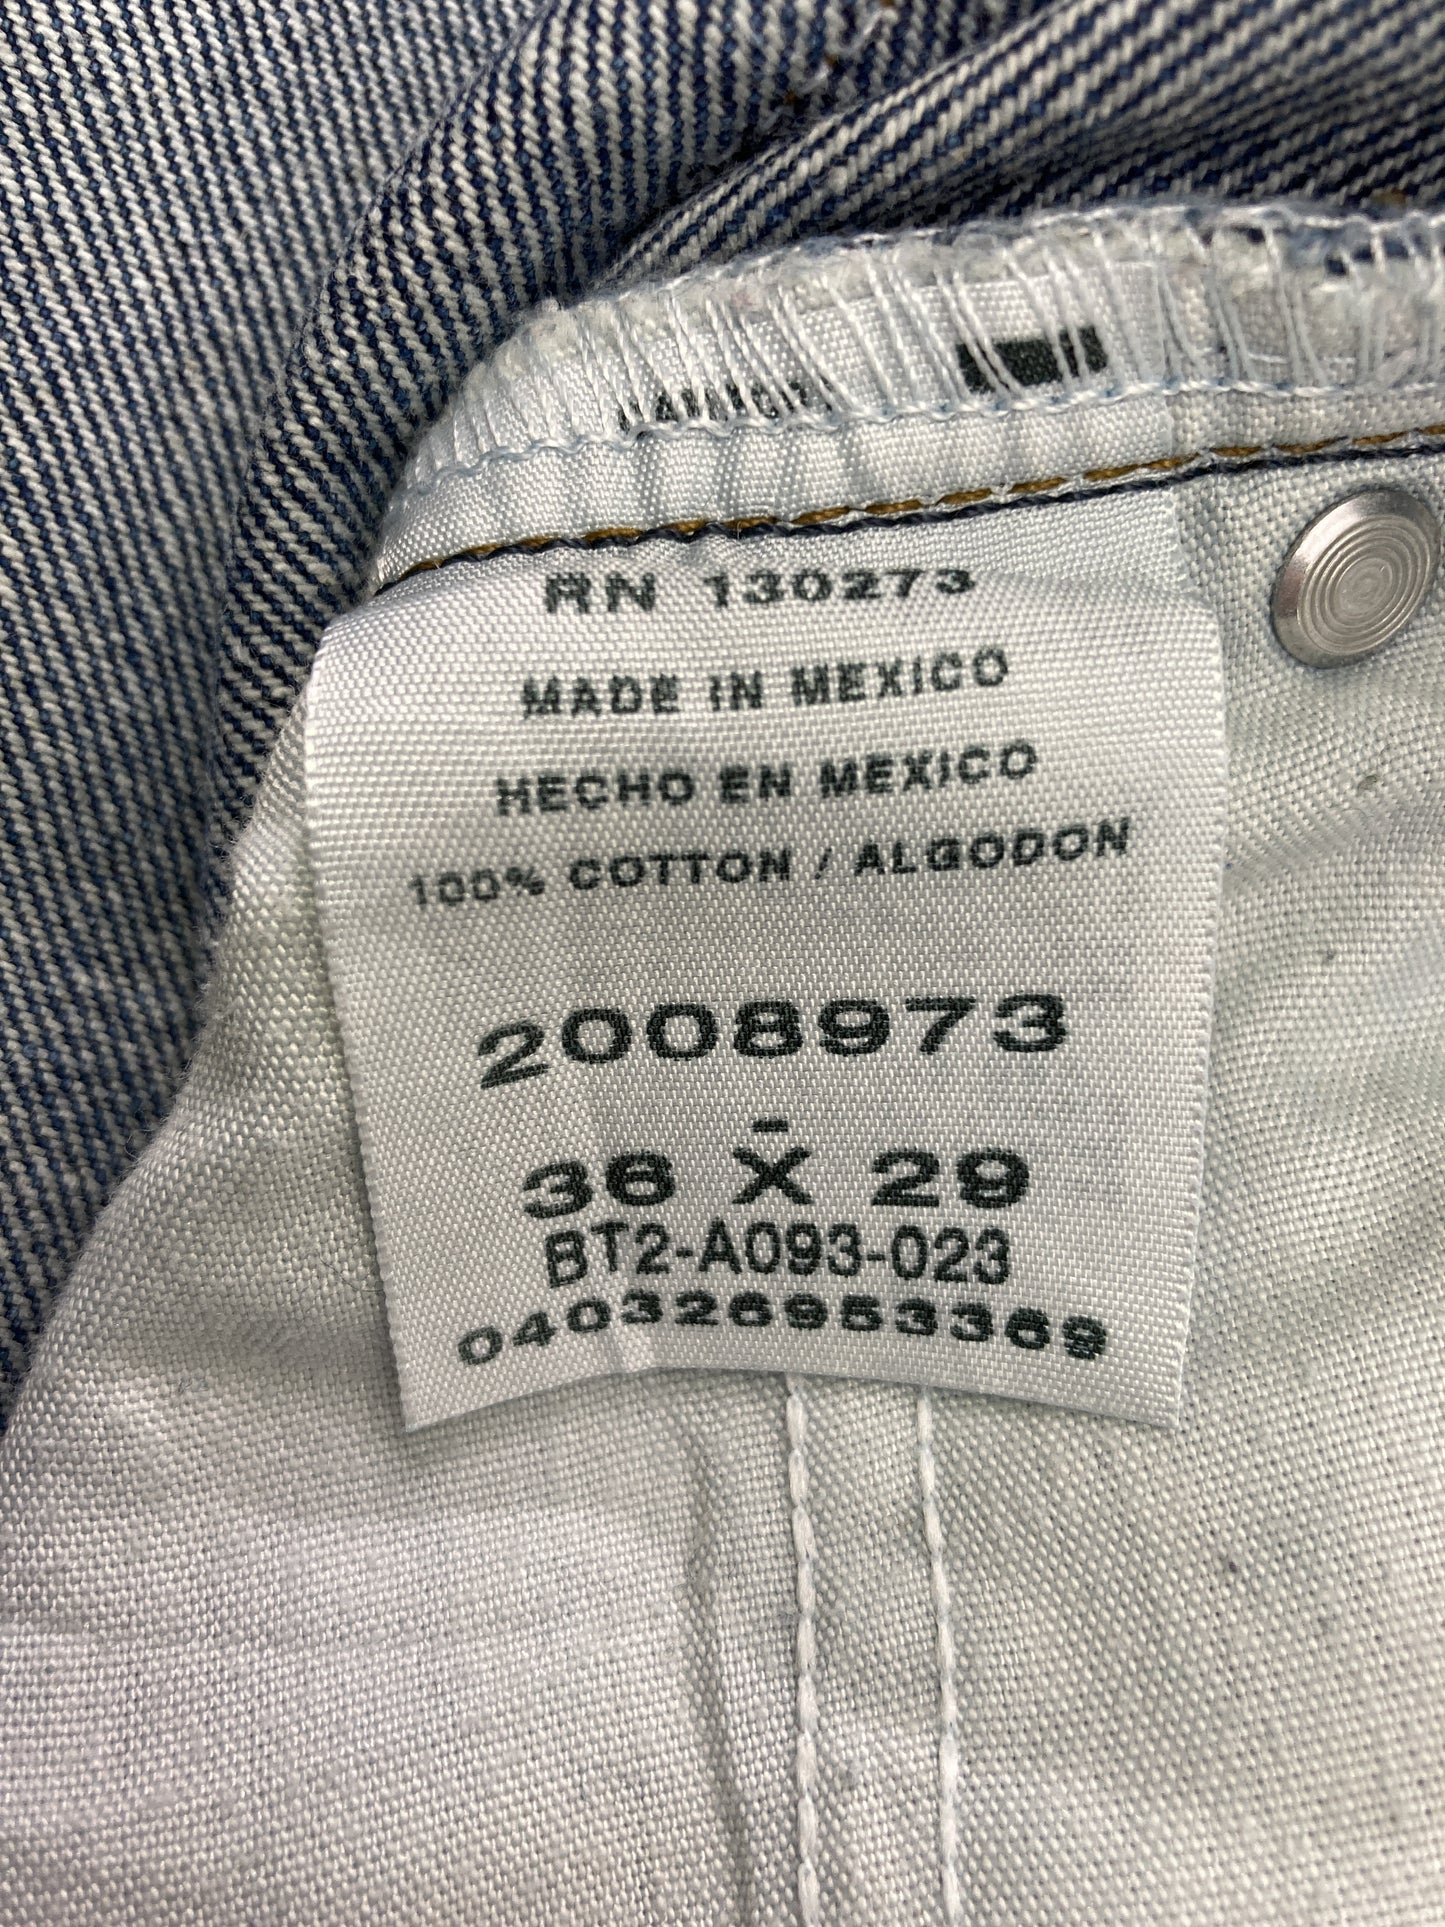 RN 130273
MADE IN MEXICO
HECHO EN MEXICO
100% COTTON / ALGODON
2008973
-
36 X 29
BT2-A093-023
040326953369